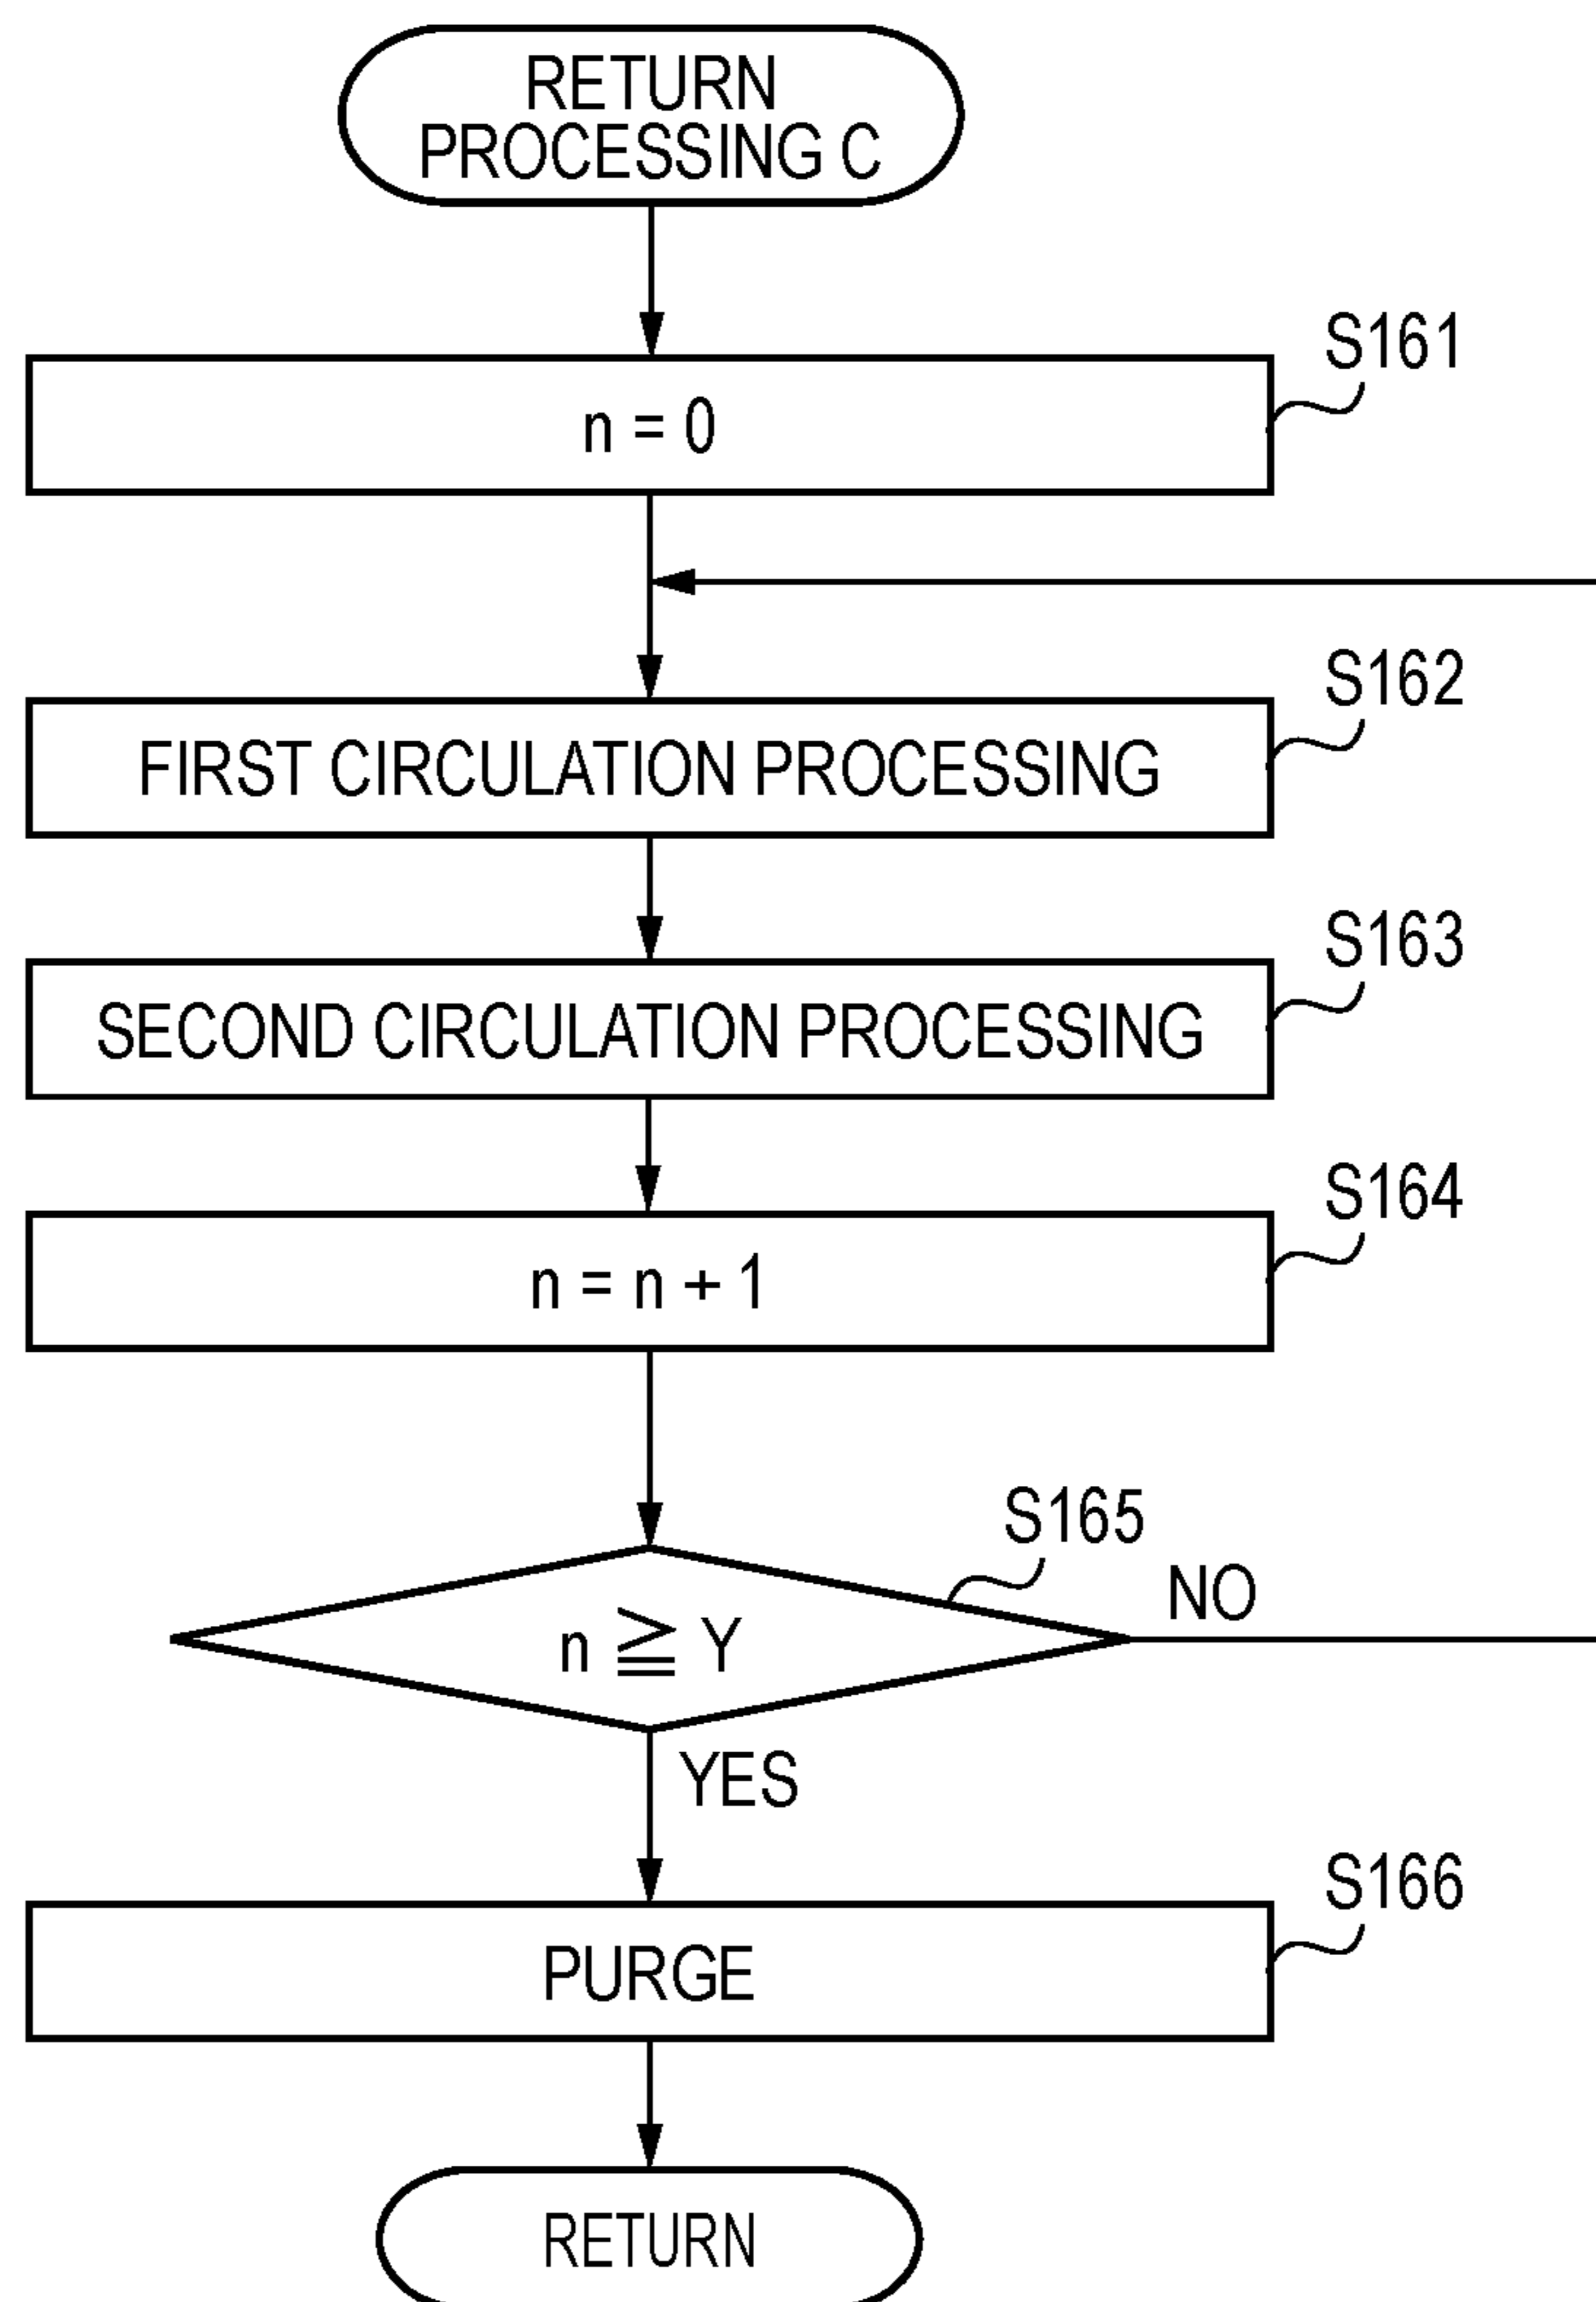 RETURN
PROCESSING C
S161
n = 0
S162
FIRST CIRCULATION PROCESSING
S163
SECOND CIRCULATION PROCESSING
S164
n = n + 1
S165
NO
n ≧ Y
YES
S166
PURGE
RETURN